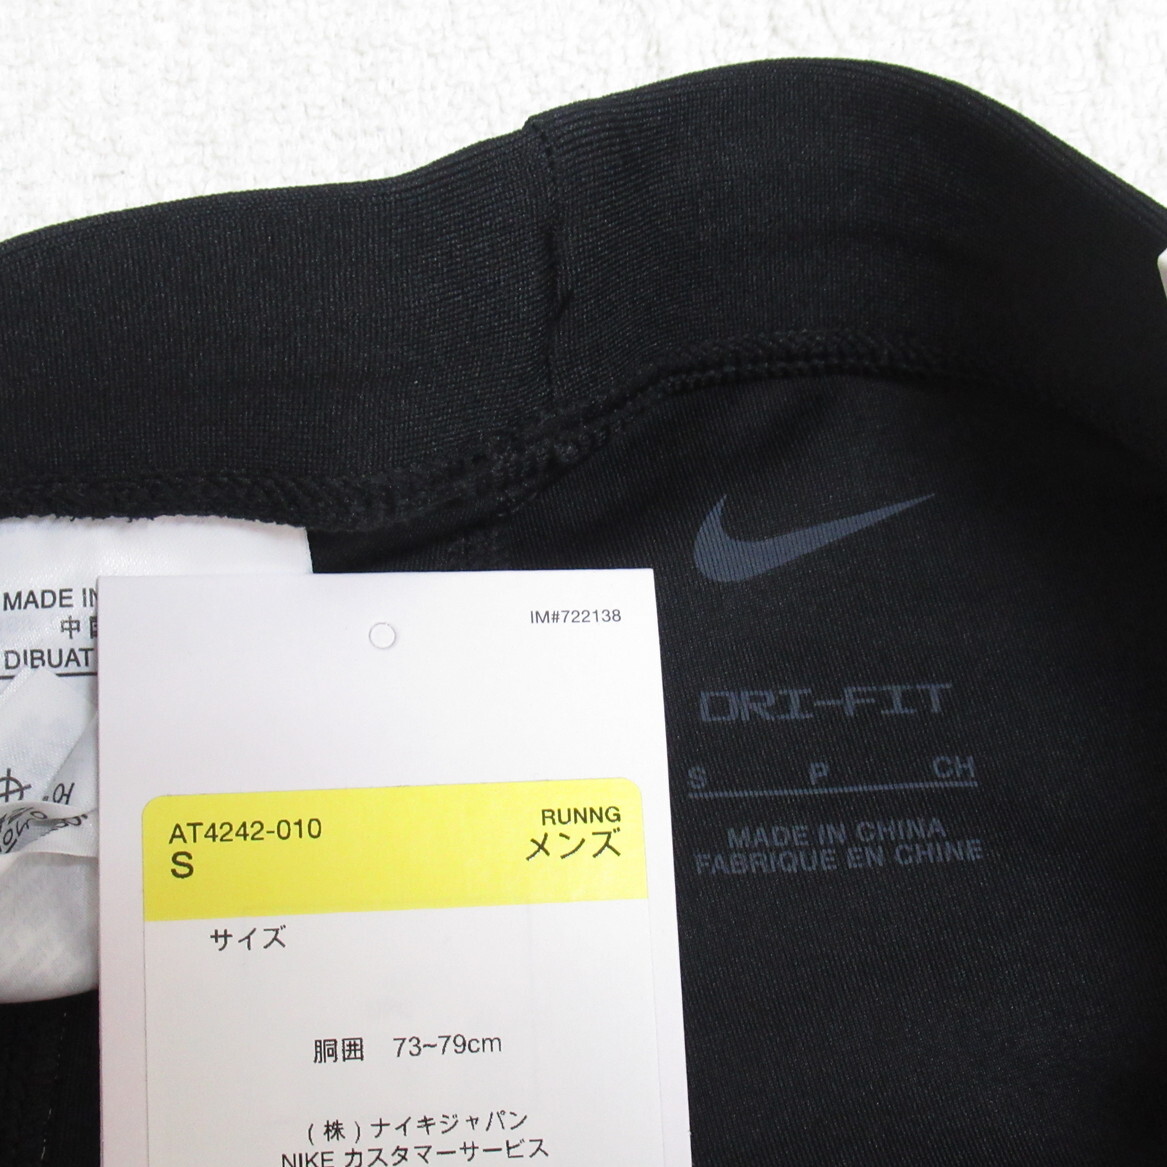 MADE IN
中国
DIBUAT
IM#722138
AT4242-010
S
RUNNG
メンズ
サイズ
胴囲 73~79cm
(株)ナイキジャパン
NIKE カスタマーサービス
DRI-FIT
S P CH
MADE IN CHINA
FABRIQUE EN CHINE